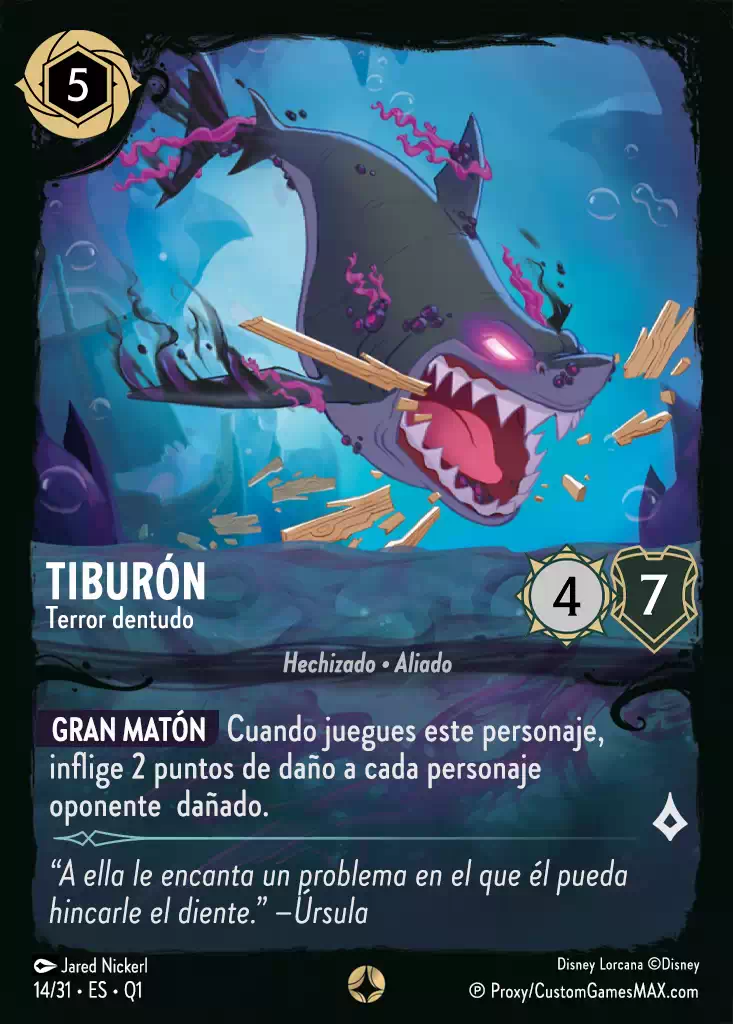 5
TIBURÓN
Terror dentudo
4
7
Hechizado • Aliado
GRAN MATÓN Cuando juegues este personaje,
inflige 2 puntos de daño a cada personaje
oponente dañado.
“A ella le encanta un problema en el que él pueda
hincarle el diente.” –Úrsula
Jared Nickerl
Disney Lorcana ©Disney
14/31 • ES • Q1
Ⓟ Proxy/CustomGamesMAX.com